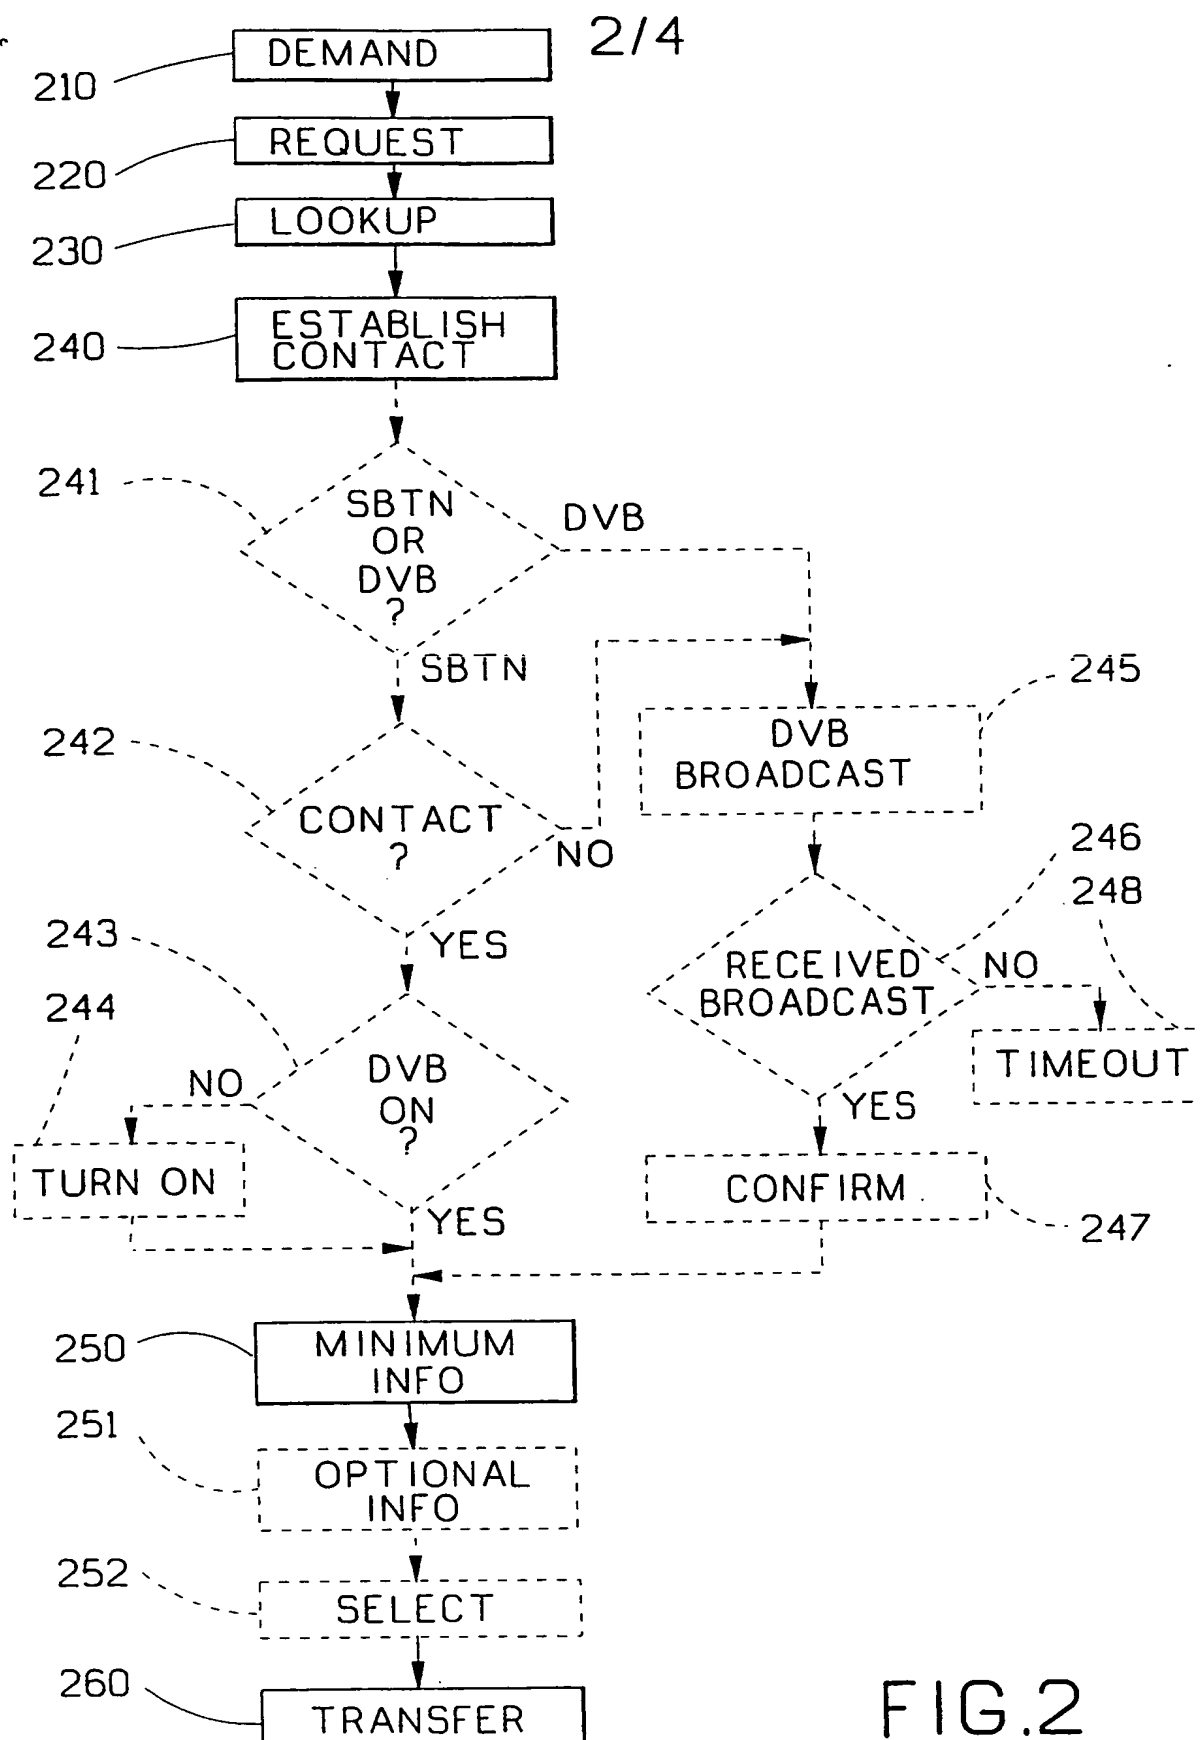 2/4
DEMAND
210
REQUEST
220
LOOKUP
230
ESTABLISH
CONTACT
240
241
SBTN
OR
DVB
?
DVB
SBTN
242
CONTACT
?
NO
YES
245
DVB
BROADCAST
246
248
RECEIVED
BROADCAST
NO
TIMEOUT
YES
243
244
DVB
ON
?
NO
TURN ON
YES
CONFIRM
247
250
MINIMUM
INFO
251
OPTIONAL
INFO
252
SELECT
260
TRANSFER
FIG.2